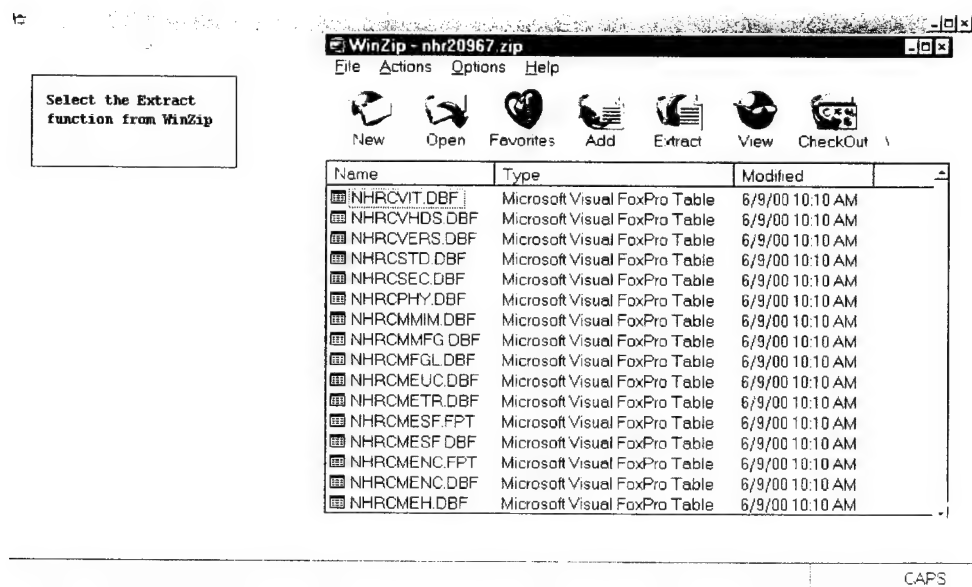 WinZip - nhr20967.zip
File Actions Options Help
Select the Extract
function from WinZip
New Open Favorites Add Extract View CheckOut
Name Type Modified
NHRCVIT.DBF Microsoft Visual FoxPro Table 6/9/00 10:10 AM
NHRCVHDS.DBF Microsoft Visual FoxPro Table 6/9/00 10:10 AM
NHRCVERS.DBF Microsoft Visual FoxPro Table 6/9/00 10:10 AM
NHRCSTD.DBF Microsoft Visual FoxPro Table 6/9/00 10:10 AM
NHRCSEC.DBF Microsoft Visual FoxPro Table 6/9/00 10:10 AM
NHRCPHY.DBF Microsoft Visual FoxPro Table 6/9/00 10:10 AM
NHRCMMIM.DBF Microsoft Visual FoxPro Table 6/9/00 10:10 AM
NHRCMMFG.DBF Microsoft Visual FoxPro Table 6/9/00 10:10 AM
NHRCMFGL.DBF Microsoft Visual FoxPro Table 6/9/00 10:10 AM
NHRCMEUC.DBF Microsoft Visual FoxPro Table 6/9/00 10:10 AM
NHRCMETR.DBF Microsoft Visual FoxPro Table 6/9/00 10:10 AM
NHRCMESF.FPT Microsoft Visual FoxPro Table 6/9/00 10:10 AM
NHRCMESF.DBF Microsoft Visual FoxPro Table 6/9/00 10:10 AM
NHRCMENC.FPT Microsoft Visual FoxPro Table 6/9/00 10:10 AM
NHRCMENC.DBF Microsoft Visual FoxPro Table 6/9/00 10:10 AM
NHRCMEH.DBF Microsoft Visual FoxPro Table 6/9/00 10:10 AM
CAPS